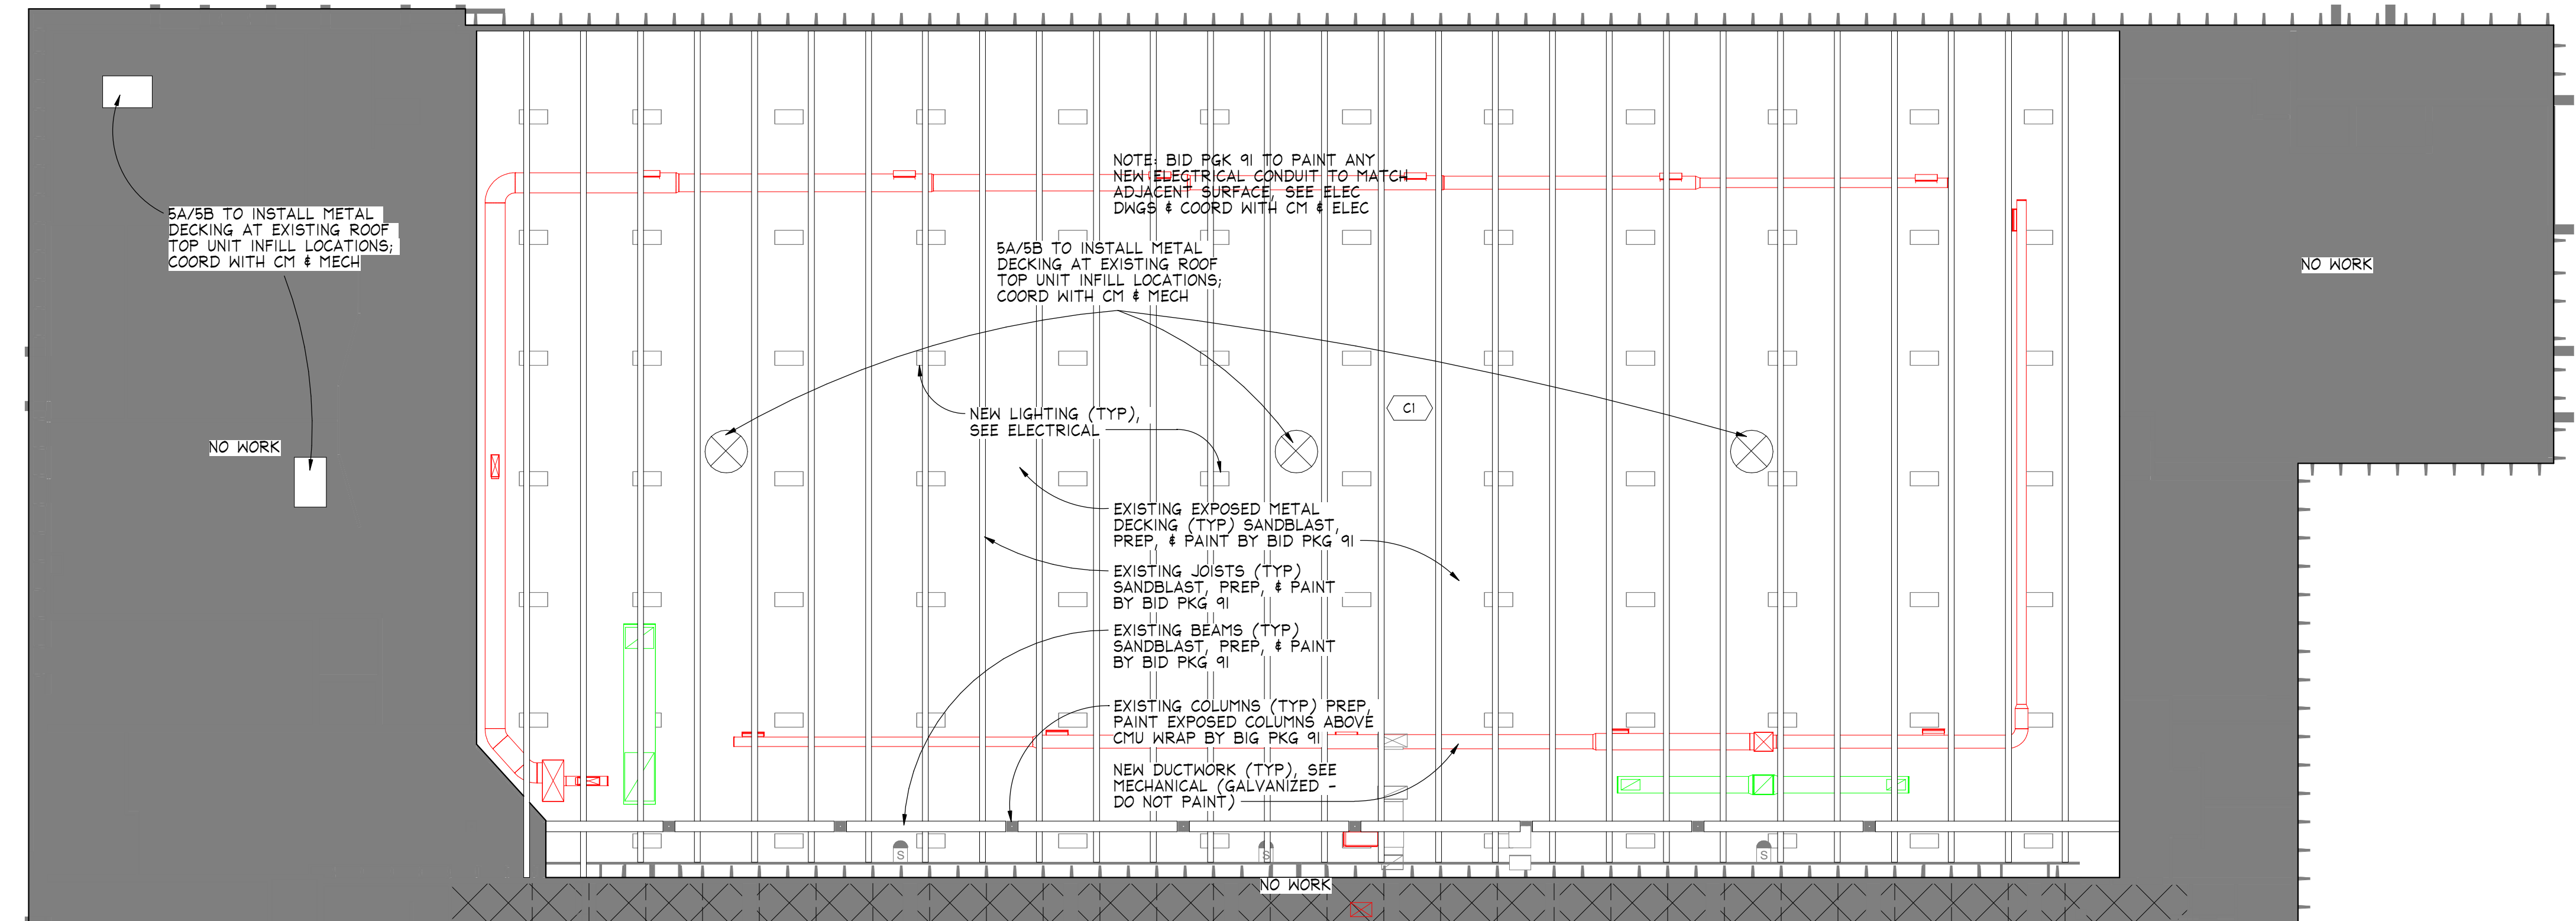 NOTE: BID PGK 91 TO PAINT ANY
NEW ELECTRICAL CONDUIT TO MATCH
ADJACENT SURFACE, SEE ELEC
DWGS & COORD WITH CM & ELEC
5A/5B TO INSTALL METAL
DECKING AT EXISTING ROOF
TOP UNIT INFILL LOCATIONS;
COORD WITH CM & MECH
5A/5B TO INSTALL METAL
DECKING AT EXISTING ROOF
TOP UNIT INFILL LOCATIONS;
COORD WITH CM & MECH
NO WORK
C1
NEW LIGHTING (TYP),
SEE ELECTRICAL
NO WORK
EXISTING EXPOSED METAL
DECKING (TYP) SANDBLAST,
PREP, & PAINT BY BID PKG 91
EXISTING JOISTS (TYP)
SANDBLAST, PREP, & PAINT
BY BID PKG 91
EXISTING BEAMS (TYP)
SANDBLAST, PREP, & PAINT
BY BID PKG 91
EXISTING COLUMNS (TYP) PREP,
PAINT EXPOSED COLUMNS ABOVE
CMU WRAP BY BIG PKG 91
NEW DUCTWORK (TYP), SEE
MECHANICAL (GALVANIZED -
DO NOT PAINT)
S
S
S
NO WORK